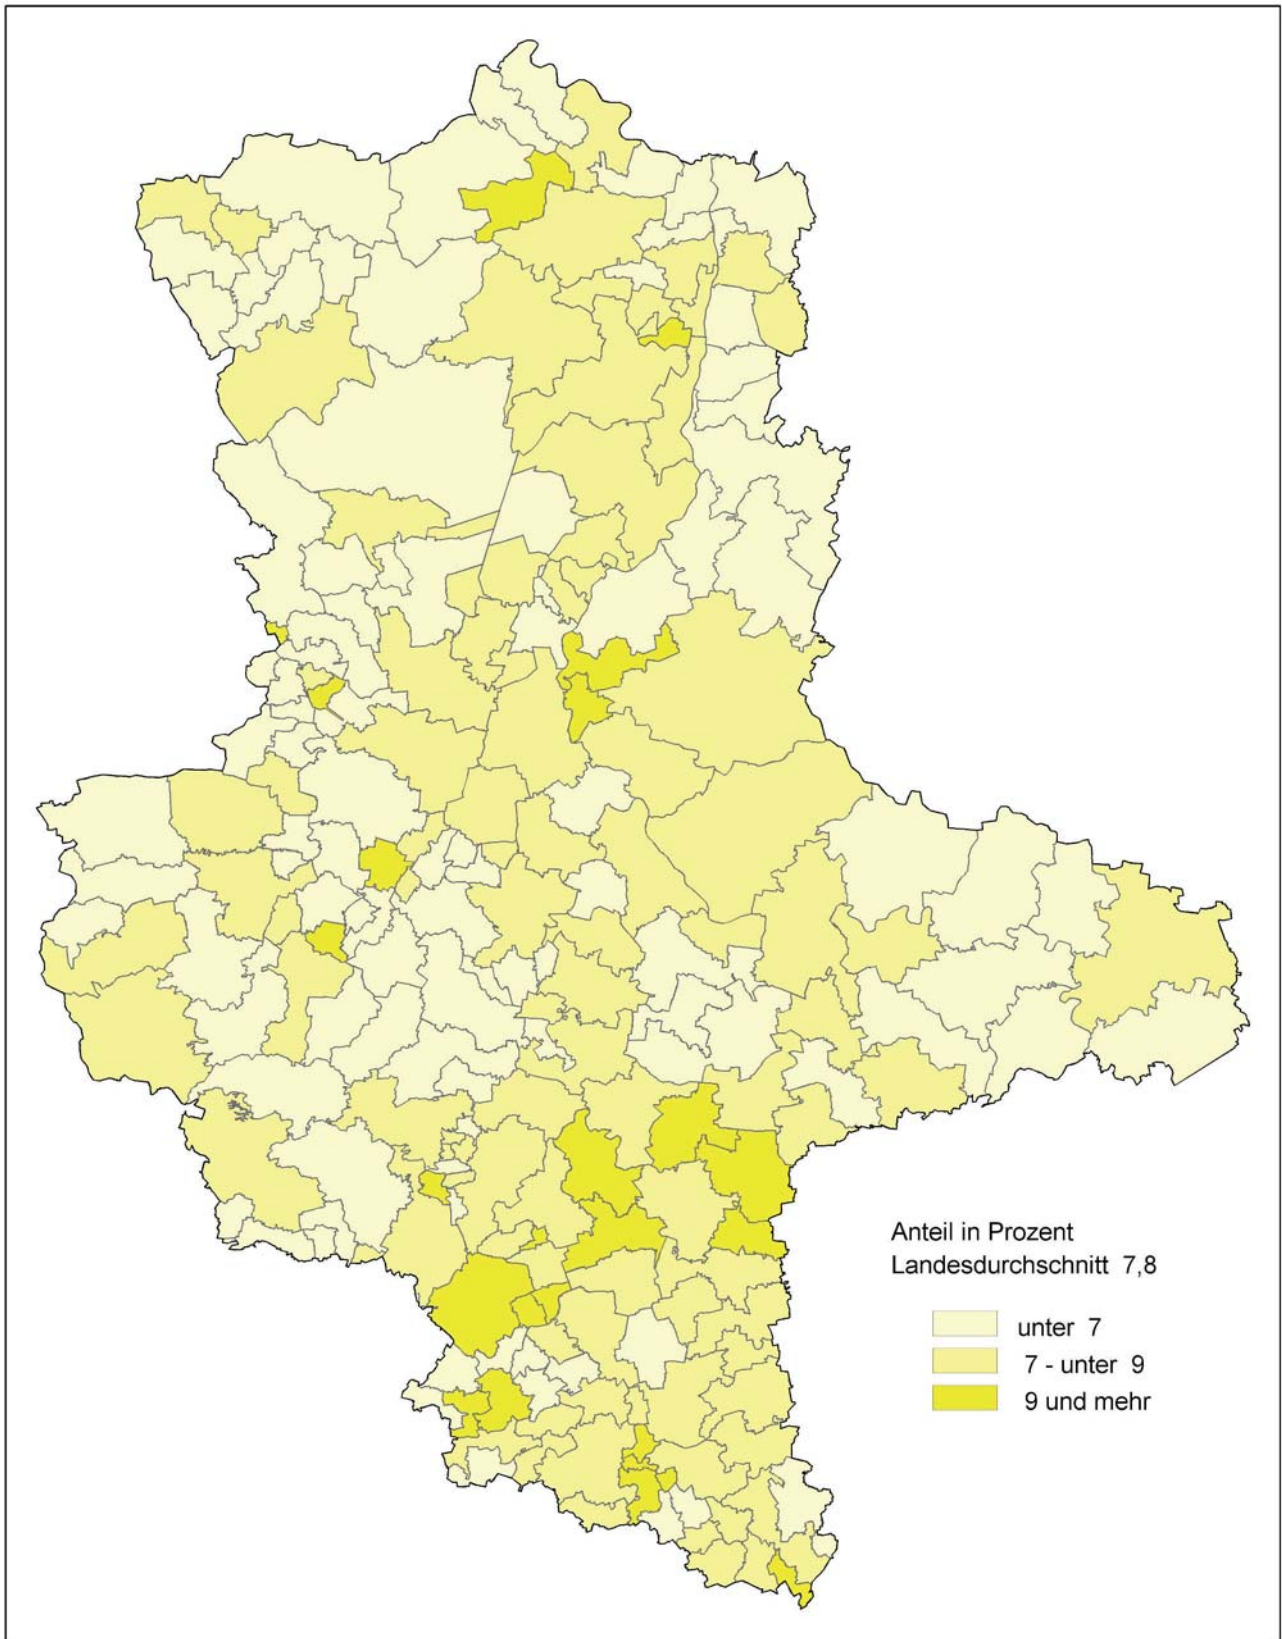 Anteil in Prozent
Landesdurchschnitt 7,8
unter 7
7 - unter 9
9 und mehr